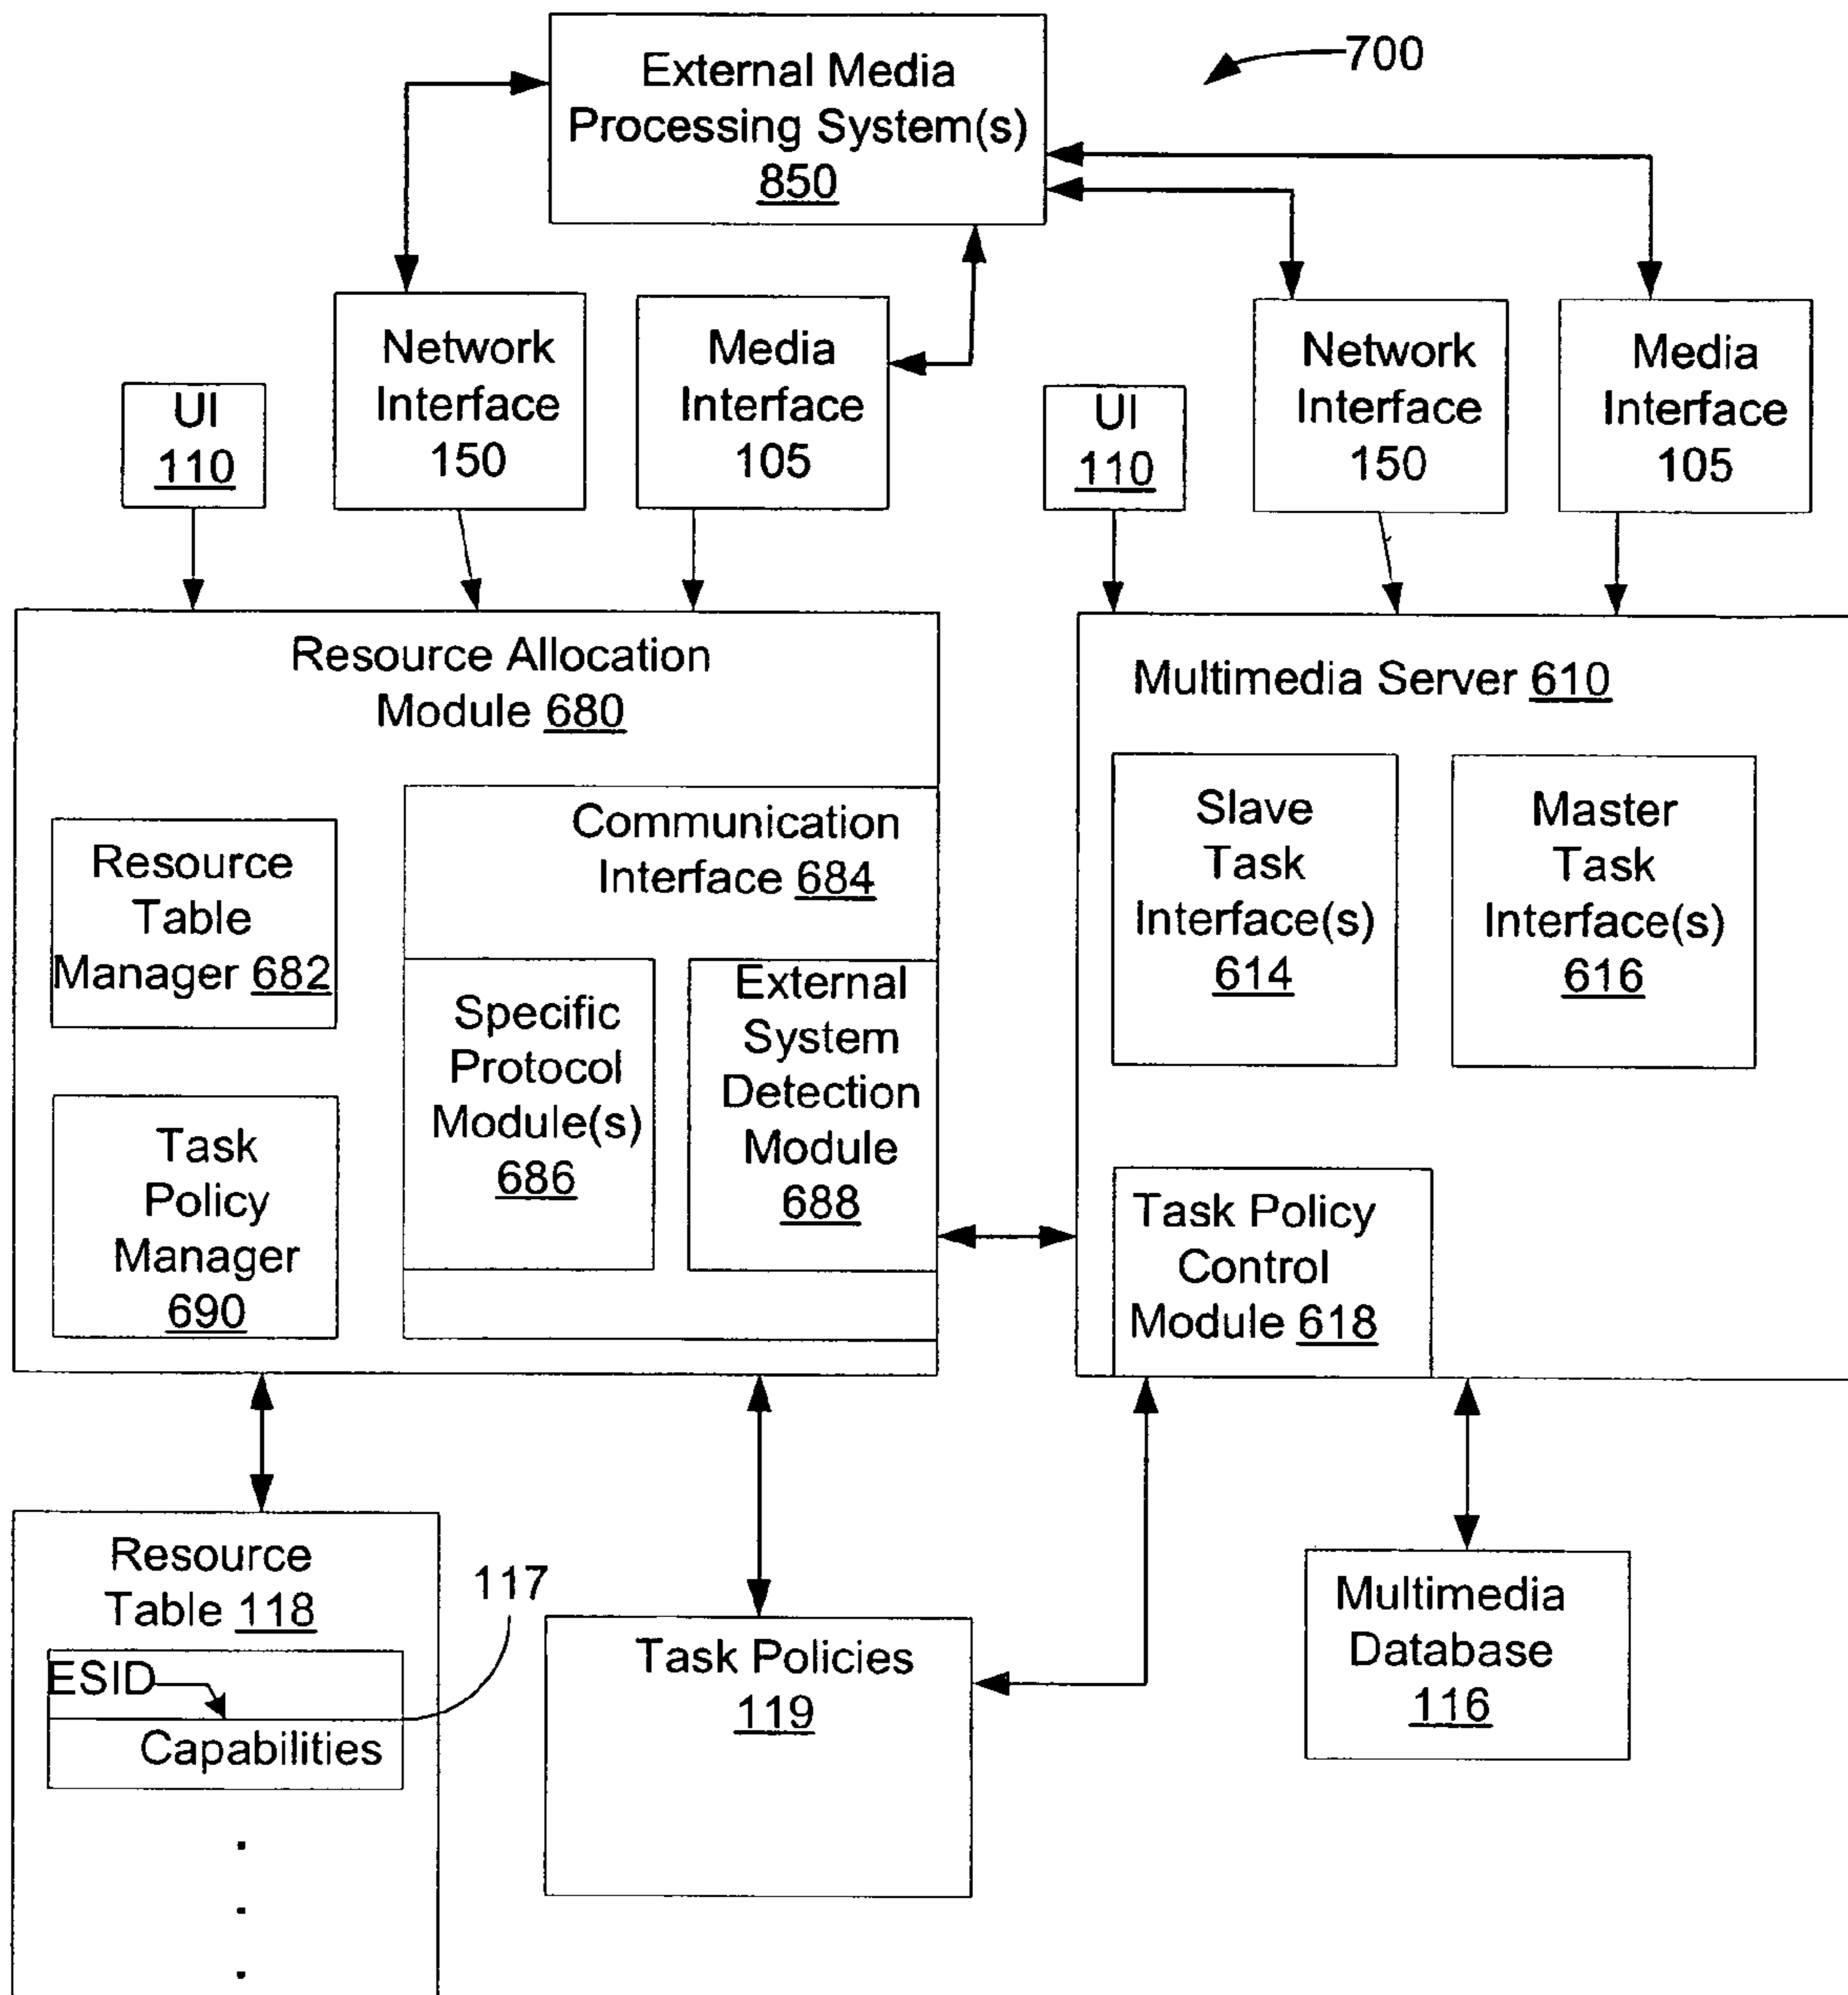 External Media
Processing System(s)
850
700
Network
Interface
150
Media
Interface
105
UI
110
Network
Interface
150
Media
Interface
105
UI
110
Resource Allocation
Module 680
Resource
Table
Manager 682
Communication
Interface 684
Specific
Protocol
Module(s)
686
External
System
Detection
Module
688
Task
Policy
Manager
690
Multimedia Server 610
Slave
Task
Interface(s)
614
Master
Task
Interface(s)
616
Task Policy
Control
Module 618
Resource
Table 118
117
ESID
Capabilities
Task Policies
119
Multimedia
Database
116